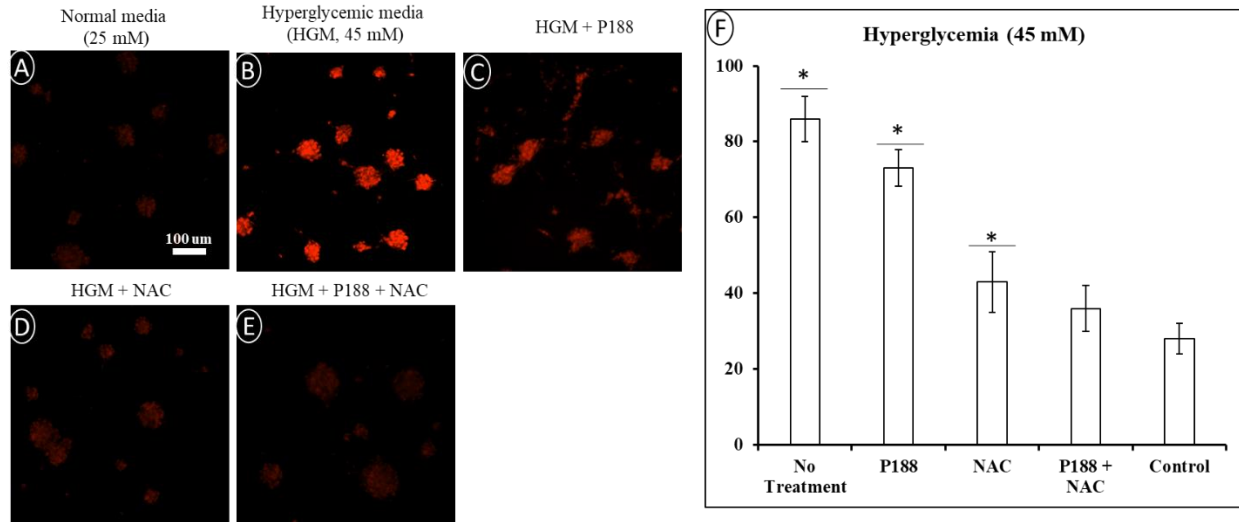 Normal media
(25 mM)
Hyperglycemic media
(HGM, 45 mM)
HGM + P188
A
B
C
100 um
HGM + NAC
HGM + P188 + NAC
D
E
F
Hyperglycemia (45 mM)
100
80
60
40
20
0
*
*
*
No
Treatment
P188
NAC
P188 +
NAC
Control